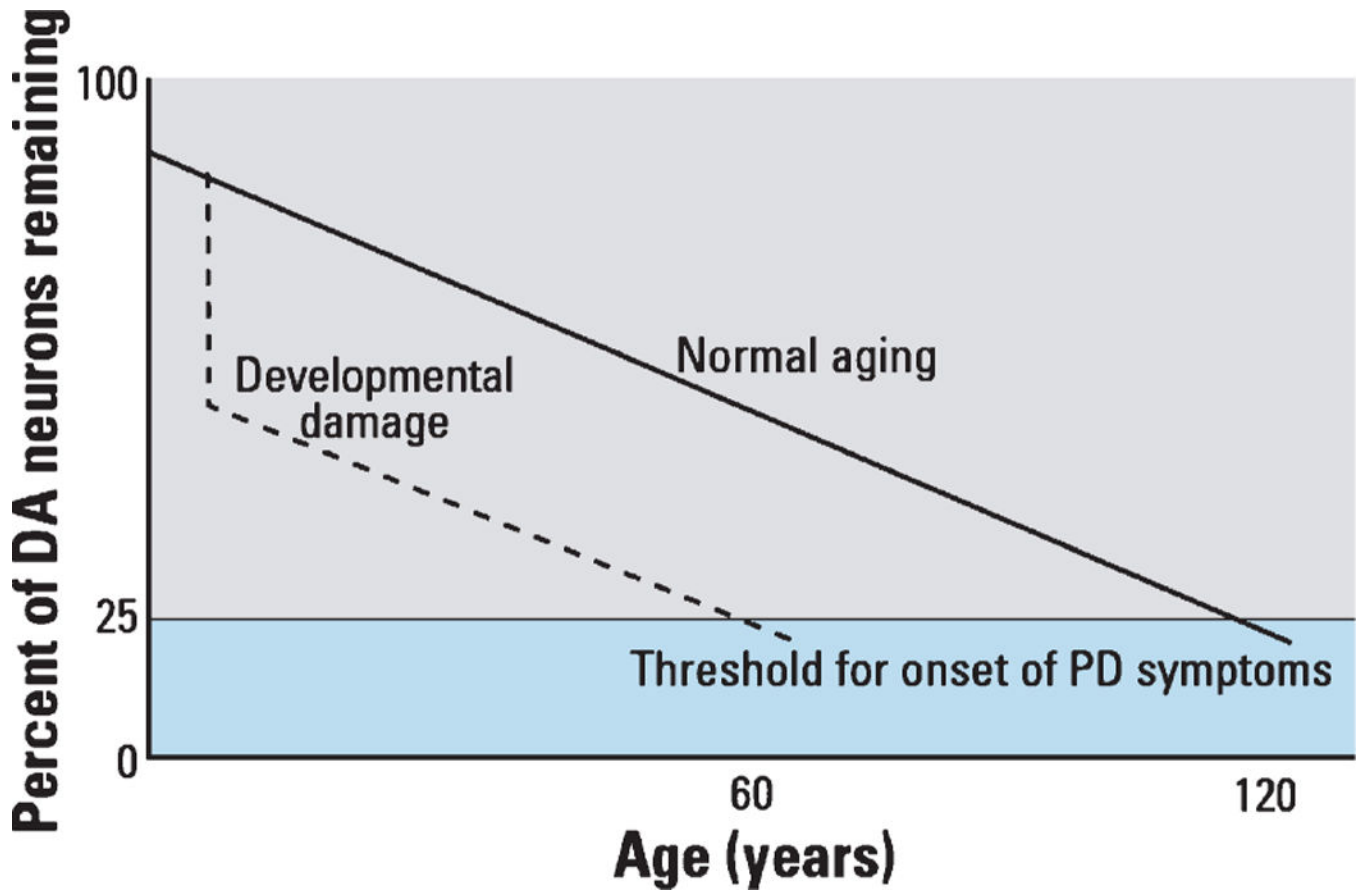 Percent of DA neurons remaining
100
25
0
Normal aging
Developmental
damage
Threshold for onset of PD symptoms
60
120
Age (years)